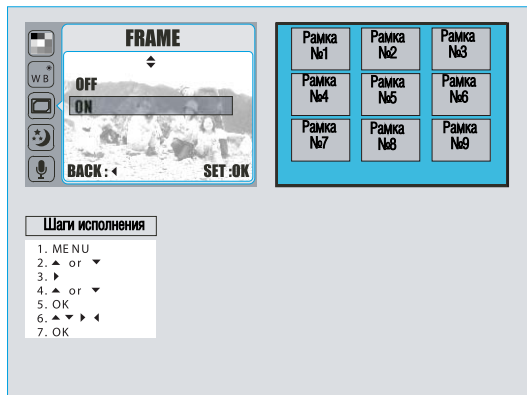 FRAME
WB
OFF
ON
BACK : SET :OK
Рамка №1
Рамка №2
Рамка №3
Рамка №4
Рамка №5
Рамка №6
Рамка №7
Рамка №8
Рамка №9
Шаги исполнения
1. MENU
2. ▲ or ▼
3. ▶
4. ▲ or ▼
5. OK
6. ▲ ▼ ▶ ◀
7. OK